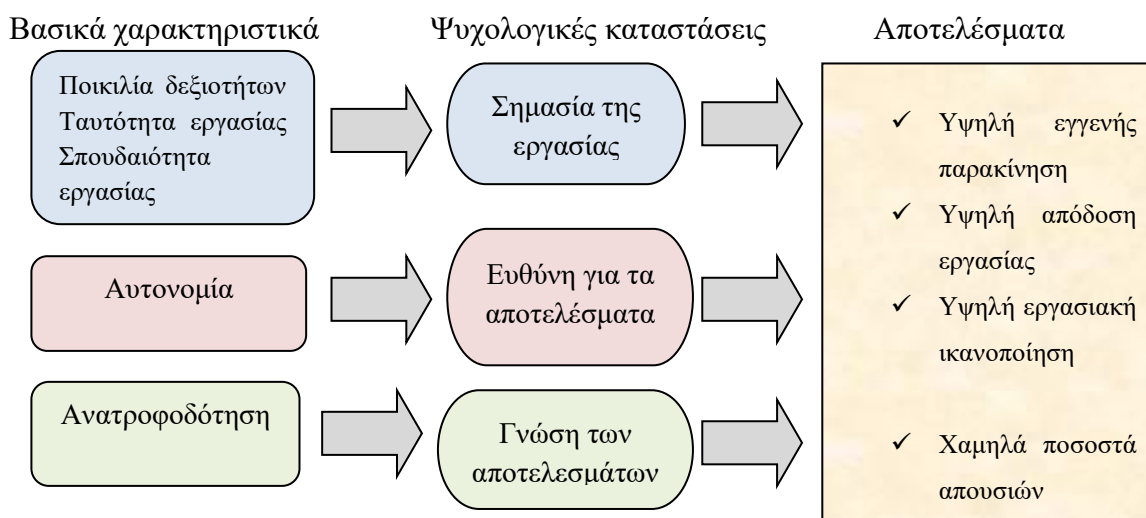 Βασικά χαρακτηριστικά
Ψυχολογικές καταστάσεις
Αποτελέσματα
Ποικιλία δεξιοτήτων
Ταυτότητα εργασίας
Σπουδαιότητα
εργασίας
Σημασία της
εργασίας
Αυτονομία
Ευθύνη για τα
αποτελέσματα
Ανατροφοδότηση
Γνώση των
αποτελεσμάτων
✓ Υψηλή εγγενής
παρακίνηση
✓ Υψηλή απόδοση
εργασίας
✓ Υψηλή εργασιακή
ικανοποίηση
✓ Χαμηλά ποσοστά
απουσιών